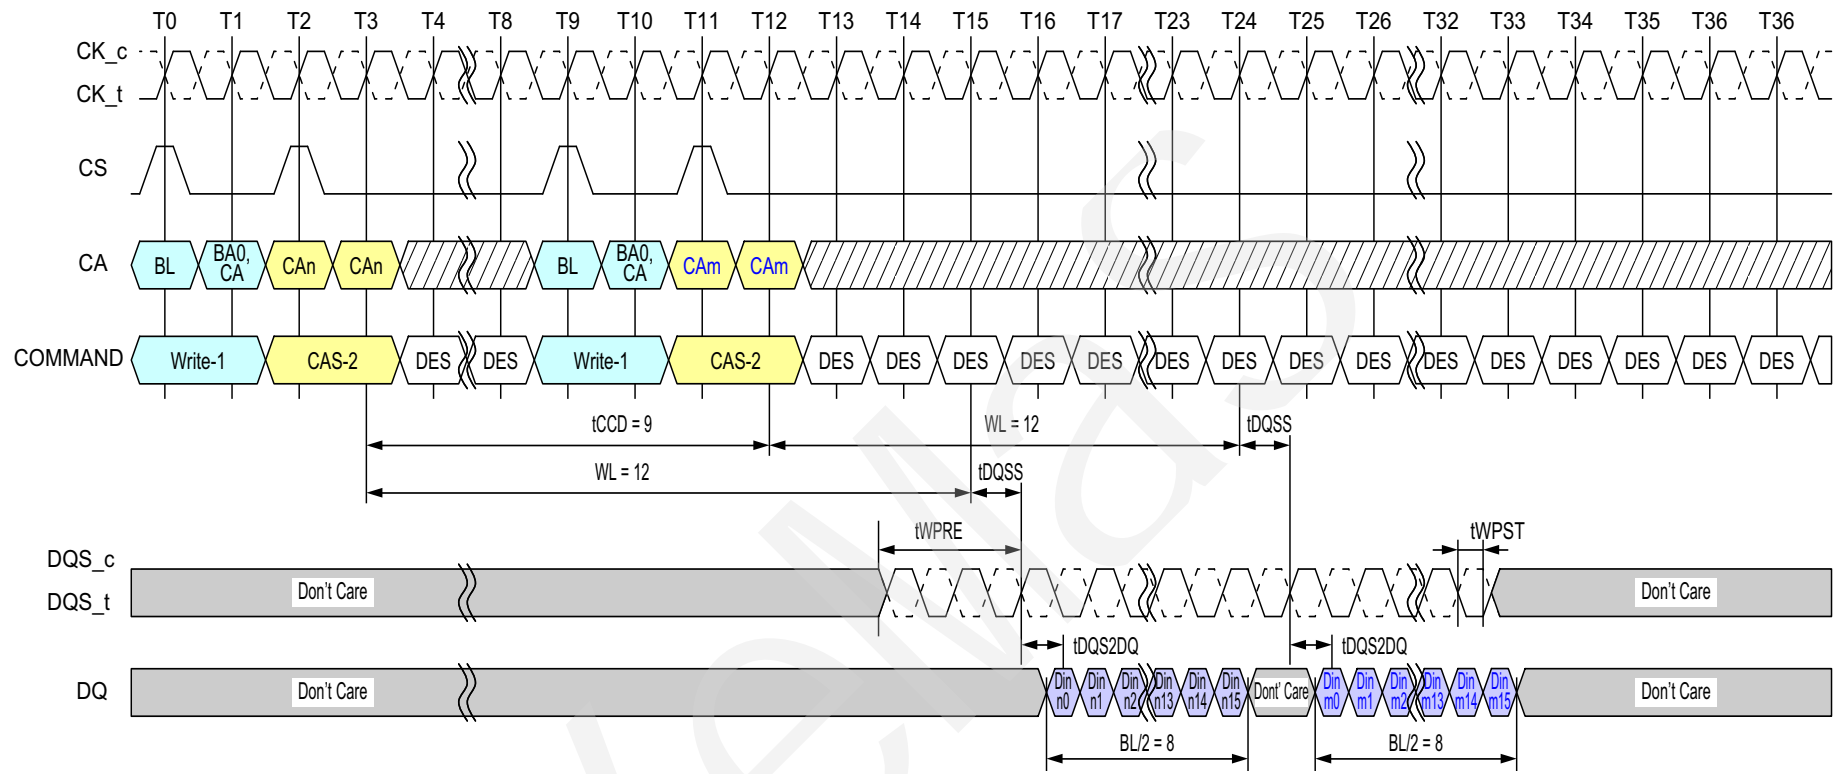 T0 T1 T2 T3 T4 T8 T9 T10 T11 T12 T13 T14 T15 T16 T17 T23 T24 T25 T26 T32 T33 T34 T35 T36 T36
CK_c
CK_t
CS
CA BL BA0, CA CAn CAn BL BA0, CA CAm CAm
COMMAND Write-1 CAS-2 DES DES Write-1 CAS-2 DES DES DES DES DES DES DES DES DES DES DES DES DES DES DES
tCCD = 9 WL = 12 tDQSS
WL = 12 tDQSS
tWPRE tWPST
DQS_c
DQS_t Don't Care Don't Care
tDQS2DQ tDQS2DQ
DQ Don't Care Din n0 Din n1 Din n2 Din n13 Din n14 Din n15 Dont' Care Din m0 Din m1 Din m2 Din m13 Din m14 Din m15 Don't Care
BL/2 = 8 BL/2 = 8